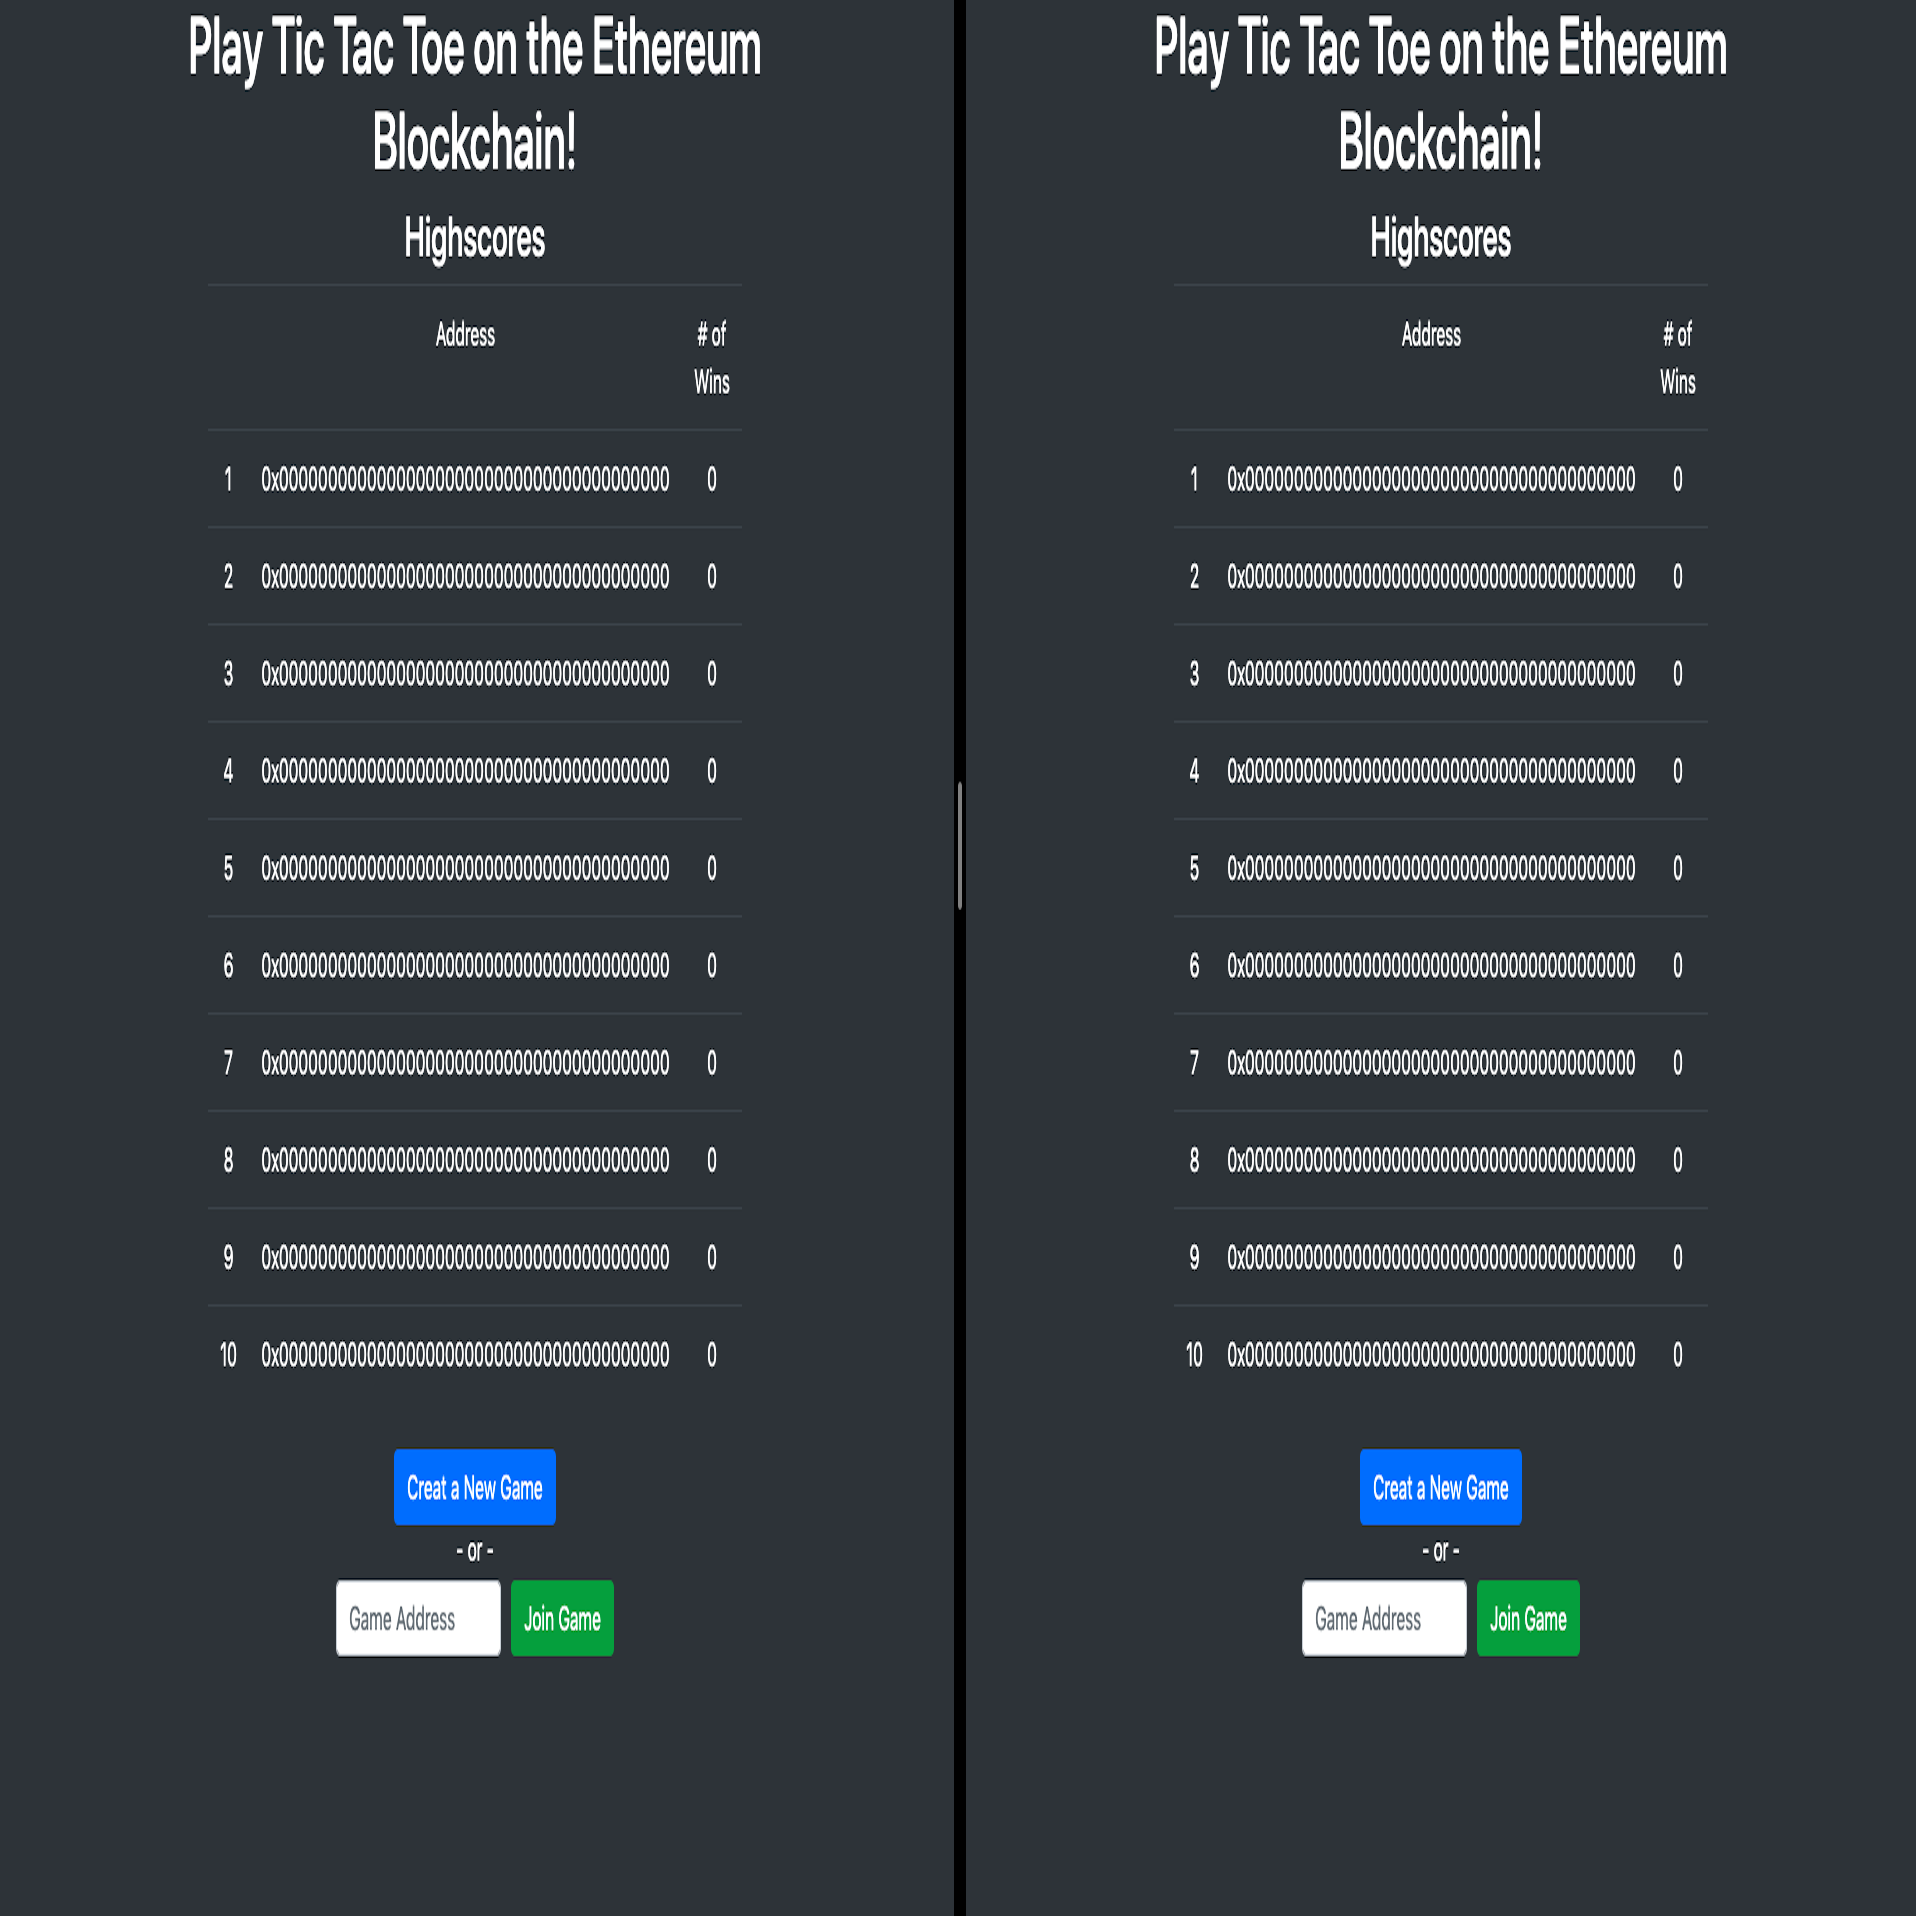 Play Tic Tac Toe on the Ethereum
Blockchain!
Highscores
Address # of
Wins
1 0x0000000000000000000000000000000000000000 0
2 0x0000000000000000000000000000000000000000 0
3 0x0000000000000000000000000000000000000000 0
4 0x0000000000000000000000000000000000000000 0
5 0x0000000000000000000000000000000000000000 0
6 0x0000000000000000000000000000000000000000 0
7 0x0000000000000000000000000000000000000000 0
8 0x0000000000000000000000000000000000000000 0
9 0x0000000000000000000000000000000000000000 0
10 0x0000000000000000000000000000000000000000 0
Creat a New Game
- or -
Game Address Join Game
Play Tic Tac Toe on the Ethereum
Blockchain!
Highscores
Address # of
Wins
1 0x0000000000000000000000000000000000000000 0
2 0x0000000000000000000000000000000000000000 0
3 0x0000000000000000000000000000000000000000 0
4 0x0000000000000000000000000000000000000000 0
5 0x0000000000000000000000000000000000000000 0
6 0x0000000000000000000000000000000000000000 0
7 0x0000000000000000000000000000000000000000 0
8 0x0000000000000000000000000000000000000000 0
9 0x0000000000000000000000000000000000000000 0
10 0x0000000000000000000000000000000000000000 0
Creat a New Game
- or -
Game Address Join Game